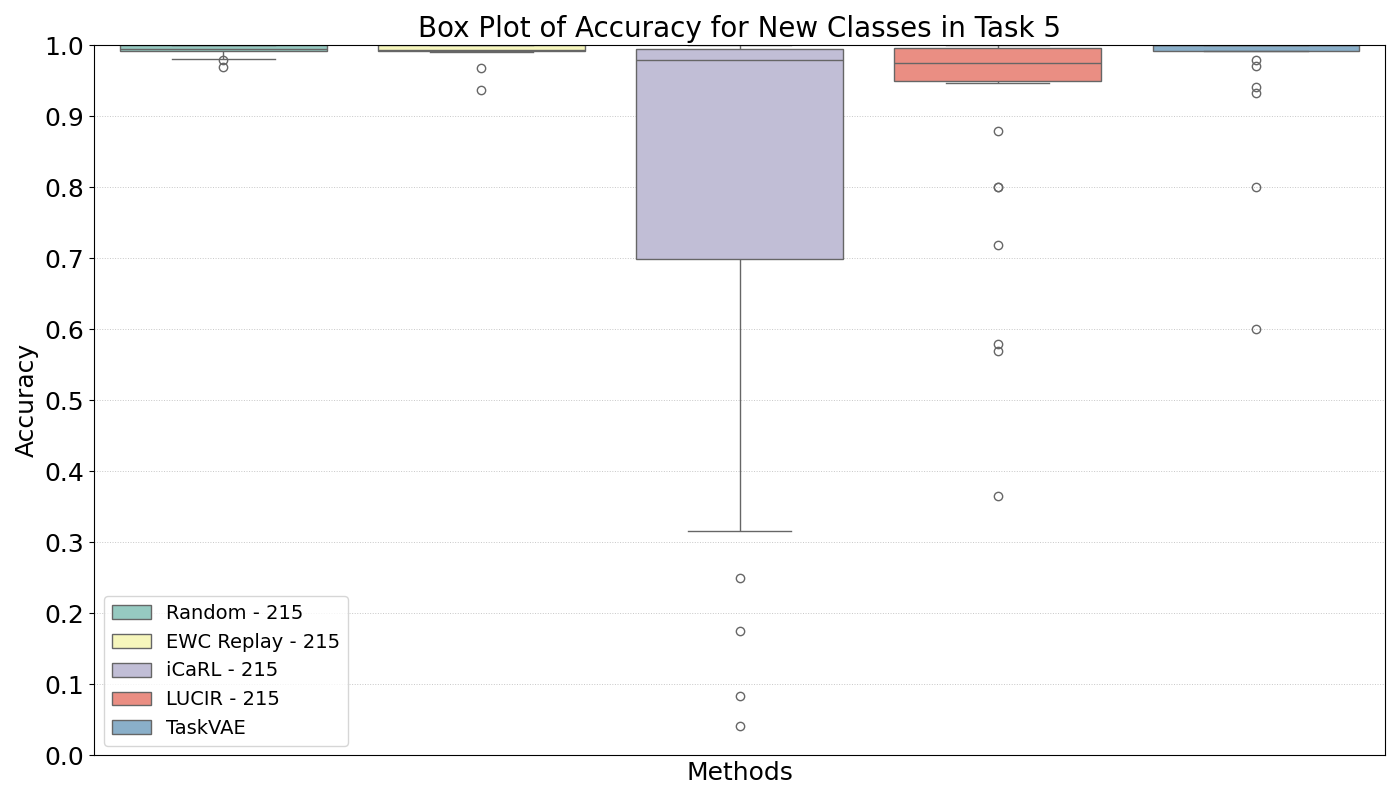 Box Plot of Accuracy for New Classes in Task 5
1.0
0.9
0.8
0.7
0.6
0.5
0.4
0.3
0.2
0.1
0.0
Accuracy
Random - 215
EWC Replay - 215
iCaRL - 215
LUCIR - 215
TaskVAE
Methods